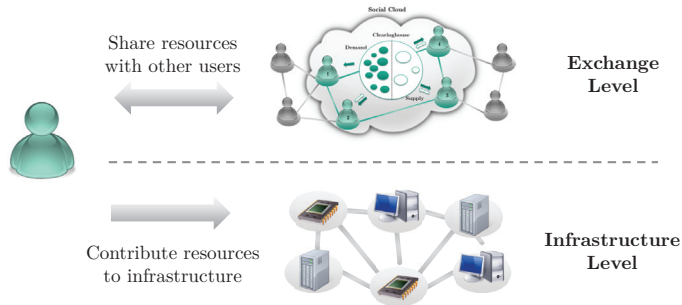 Social Cloud
Clearinghouse
Demand
Share resources
with other users
Exchange
Level
Supply
Contribute resources
to infrastructure
Infrastructure
Level